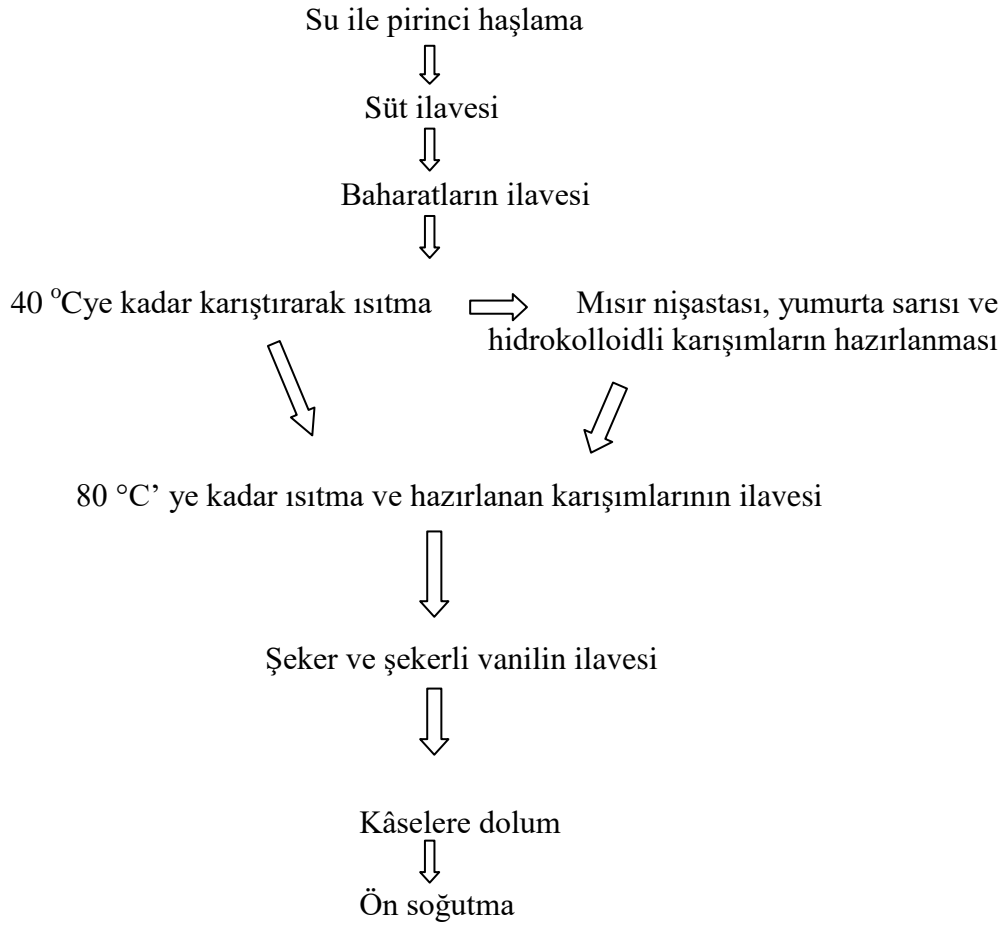 Su ile pirinci haşlama
Süt ilavesi
Baharatların ilavesi
40 ºCye kadar karıştırarak ısıtma
Mısır nişastası, yumurta sarısı ve
hidrokolloidli karışımların hazırlanması
80 °C’ ye kadar ısıtma ve hazırlanan karışımlarının ilavesi
Şeker ve şekerli vanilin ilavesi
Kâselere dolum
Ön soğutma